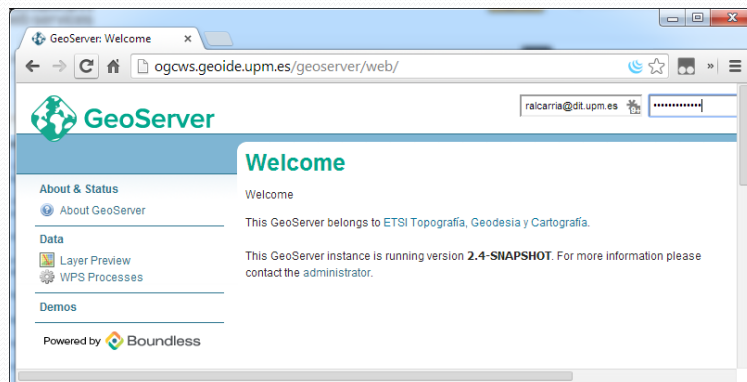 GeoServer: Welcome
ogcws.geoide.upm.es/geoserver/web/
GeoServer
ralcarria@dit.upm.es
•••••••••••••
About & Status
About GeoServer
Data
Layer Preview
WPS Processes
Demos
Powered by Boundless
Welcome
Welcome
This GeoServer belongs to ETSI Topografía, Geodesia y Cartografía.
This GeoServer instance is running version 2.4-SNAPSHOT. For more information please
contact the administrator.